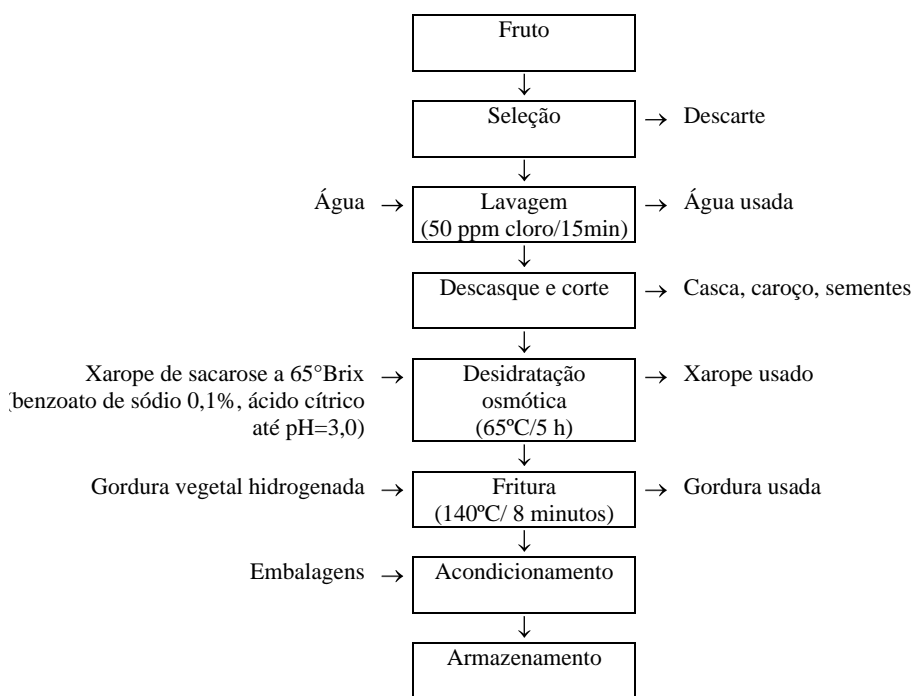 Fruto
↓
Seleção → Descarte
↓
Água → Lavagem → Água usada
(50 ppm cloro/15min)
↓
Descasque e corte → Casca, caroço, sementes
↓
Xarope de sacarose a 65°Brix → Desidratação → Xarope usado
(benzoato de sódio 0,1%, ácido cítrico osmótica
até pH=3,0) (65ºC/5 h)
↓
Gordura vegetal hidrogenada → Fritura → Gordura usada
(140ºC/ 8 minutos)
↓
Embalagens → Acondicionamento
↓
Armazenamento